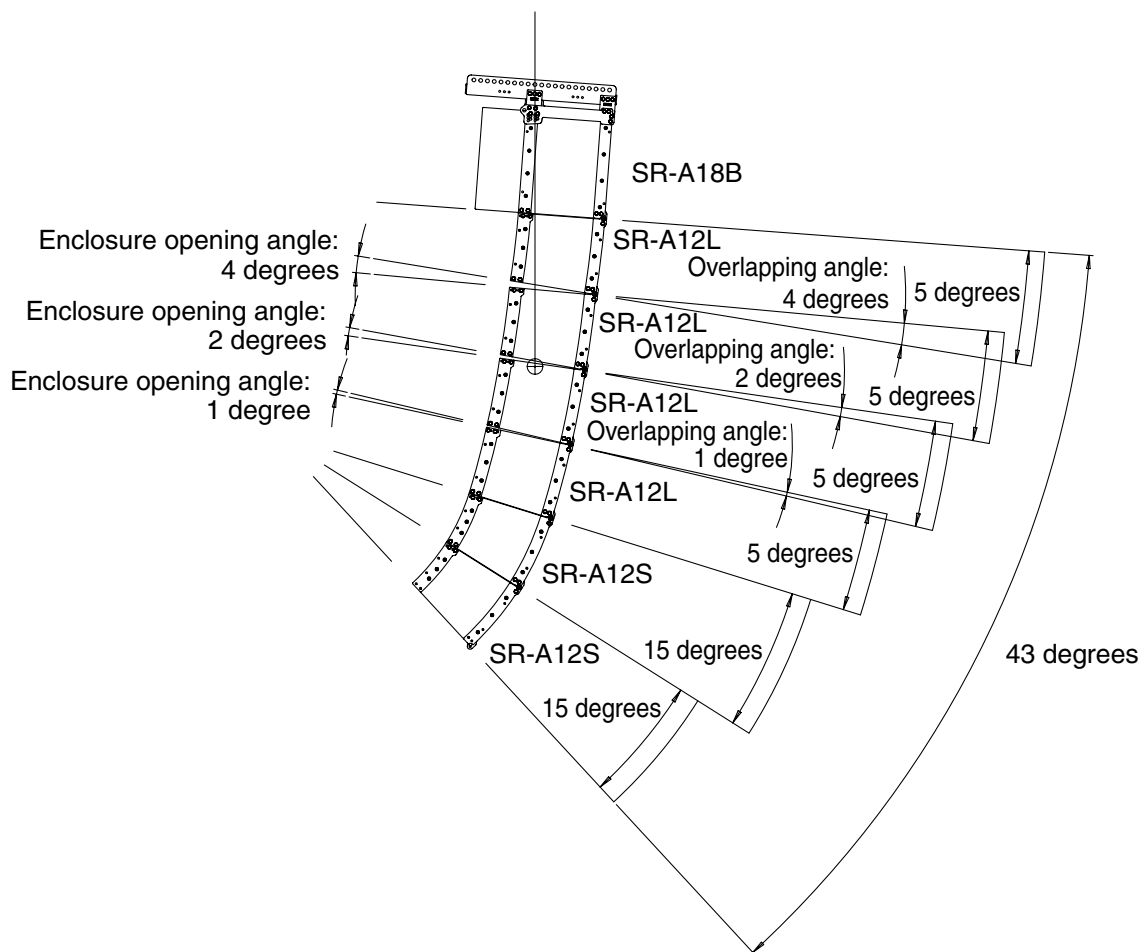 SR-A18B
Enclosure opening angle:
4 degrees
SR-A12L
Overlapping angle:
4 degrees
5 degrees
Enclosure opening angle:
2 degrees
SR-A12L
Overlapping angle:
2 degrees
5 degrees
Enclosure opening angle:
1 degree
SR-A12L
Overlapping angle:
1 degree
5 degrees
SR-A12L
5 degrees
SR-A12S
15 degrees
SR-A12S
15 degrees
43 degrees